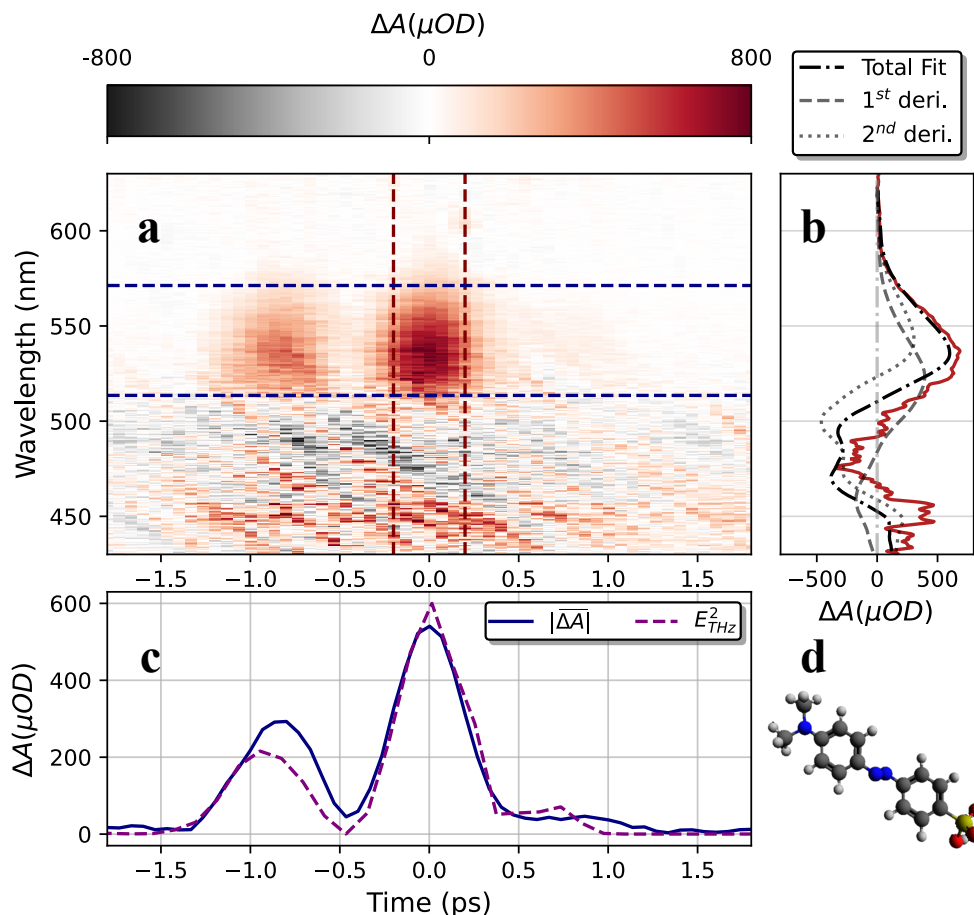 ΔA(μOD)
-800 0 800
Total Fit
1st deri.
2nd deri.
a
b
Wavelength (nm)
600
550
500
450
−1.5 −1.0 −0.5 0.0 0.5 1.0 1.5
−500 0 500
ΔA(μOD)
c
d
|ΔA̅| E²THz
ΔA(μOD)
600
400
200
0
−1.5 −1.0 −0.5 0.0 0.5 1.0 1.5
Time (ps)